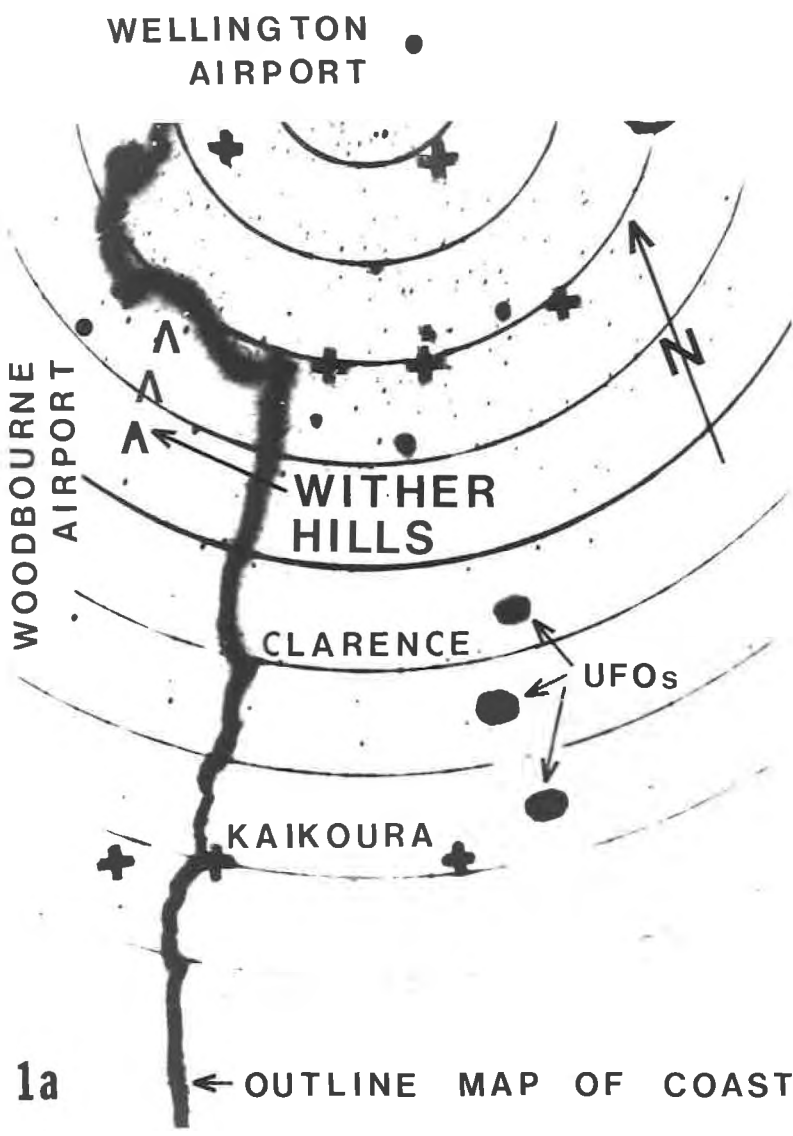 WELLINGTON
AIRPORT
N
WOODBOURNE
AIRPORT
WITHER
HILLS
CLARENCE
UFOs
KAIKOURA
1a
OUTLINE MAP OF COAST